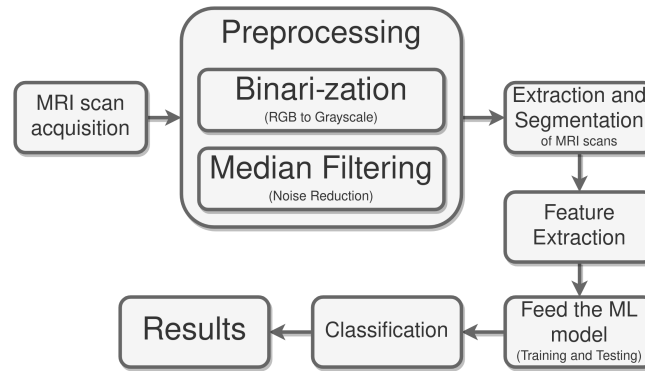 MRI scan
acquisition
Preprocessing
Binari-zation
(RGB to Grayscale)
Median Filtering
(Noise Reduction)
Extraction and
Segmentation
of MRI scans
Feature
Extraction
Feed the ML
model
(Training and Testing)
Classification
Results